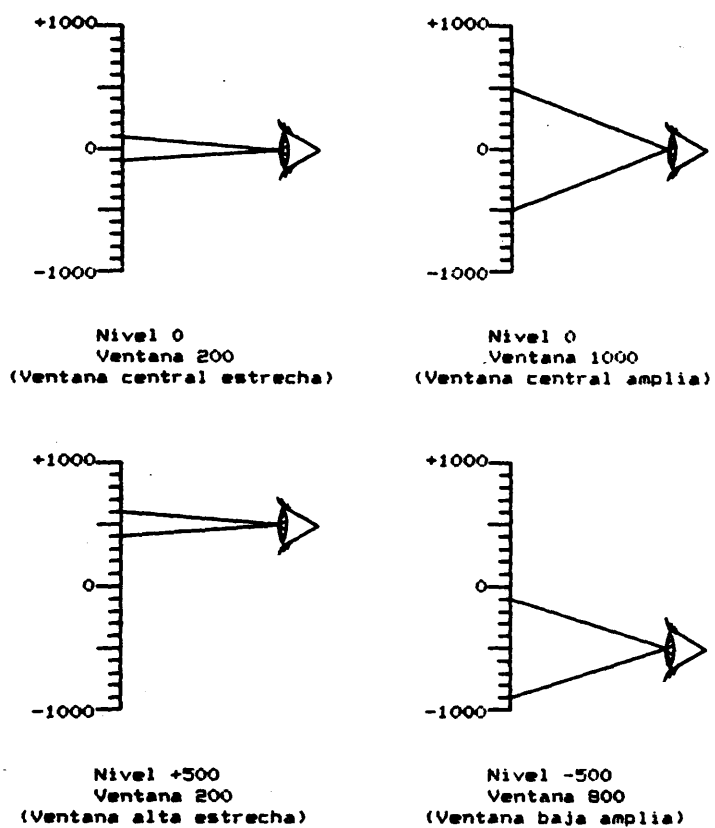 +1000
0
-1000
Nivel 0
Ventana 200
(Ventana central estrecha)
+1000
0
-1000
Nivel 0
Ventana 1000
(Ventana central amplia)
+1000
0
-1000
Nivel +500
Ventana 200
(Ventana alta estrecha)
+1000
0
-1000
Nivel -500
Ventana 800
(Ventana baja amplia)